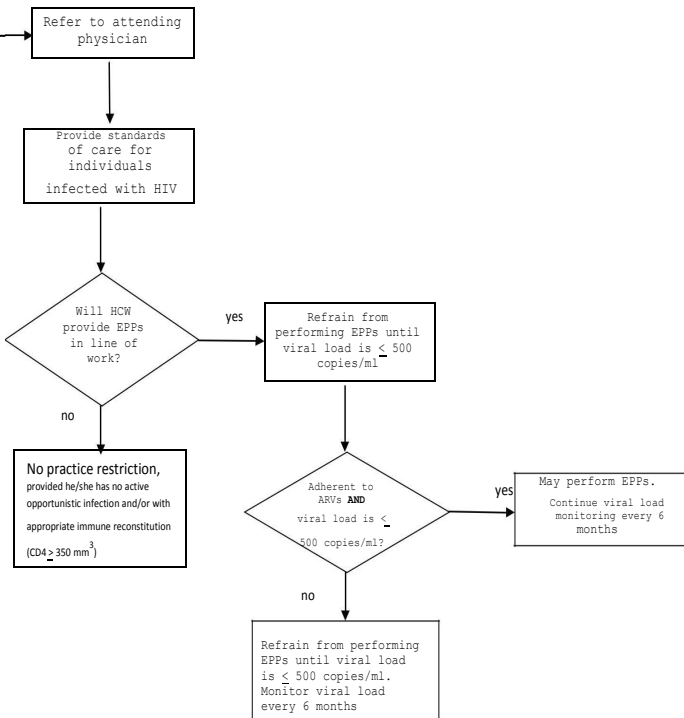 Refer to attending
physician
Provide standards
of care for
individuals
infected with HIV
Will HCW
provide EPPs
in line of
work?
yes
Refrain from
performing EPPs until
viral load is ≤ 500
copies/ml
no
No practice restriction,
provided he/she has no active
opportunistic infection and/or with
appropriate immune reconstitution
(CD4 ≥ 350 mm³)
Adherent to
ARVs AND
viral load is ≤
500 copies/ml?
yes
May perform EPPs.
Continue viral load
monitoring every 6
months
no
Refrain from performing
EPPs until viral load
is ≤ 500 copies/ml.
Monitor viral load
every 6 months